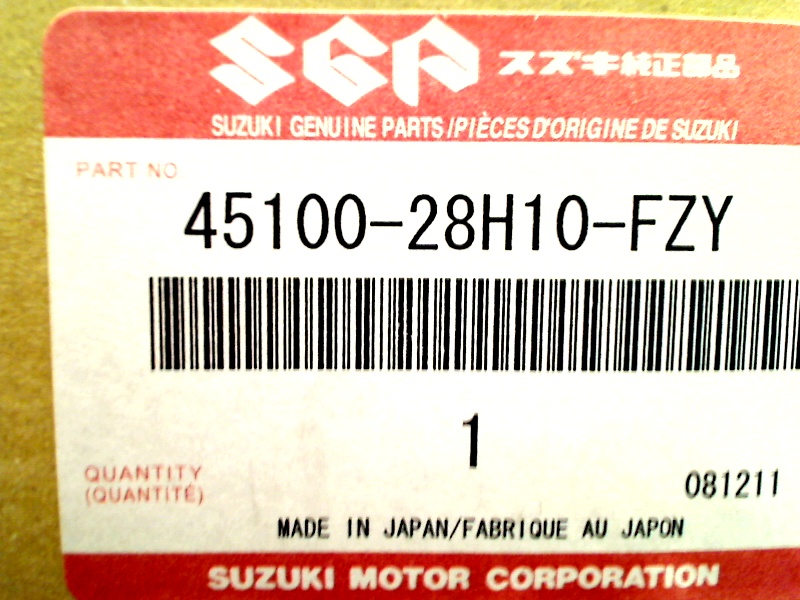 SGP スズキ純正部品
SUZUKI GENUINE PARTS/PIÈCES D'ORIGINE DE SUZUKI
PART NO
45100-28H10-FZY
1
QUANTITY
(QUANTITÉ)
081211
MADE IN JAPAN/FABRIQUE AU JAPON
SUZUKI MOTOR CORPORATION